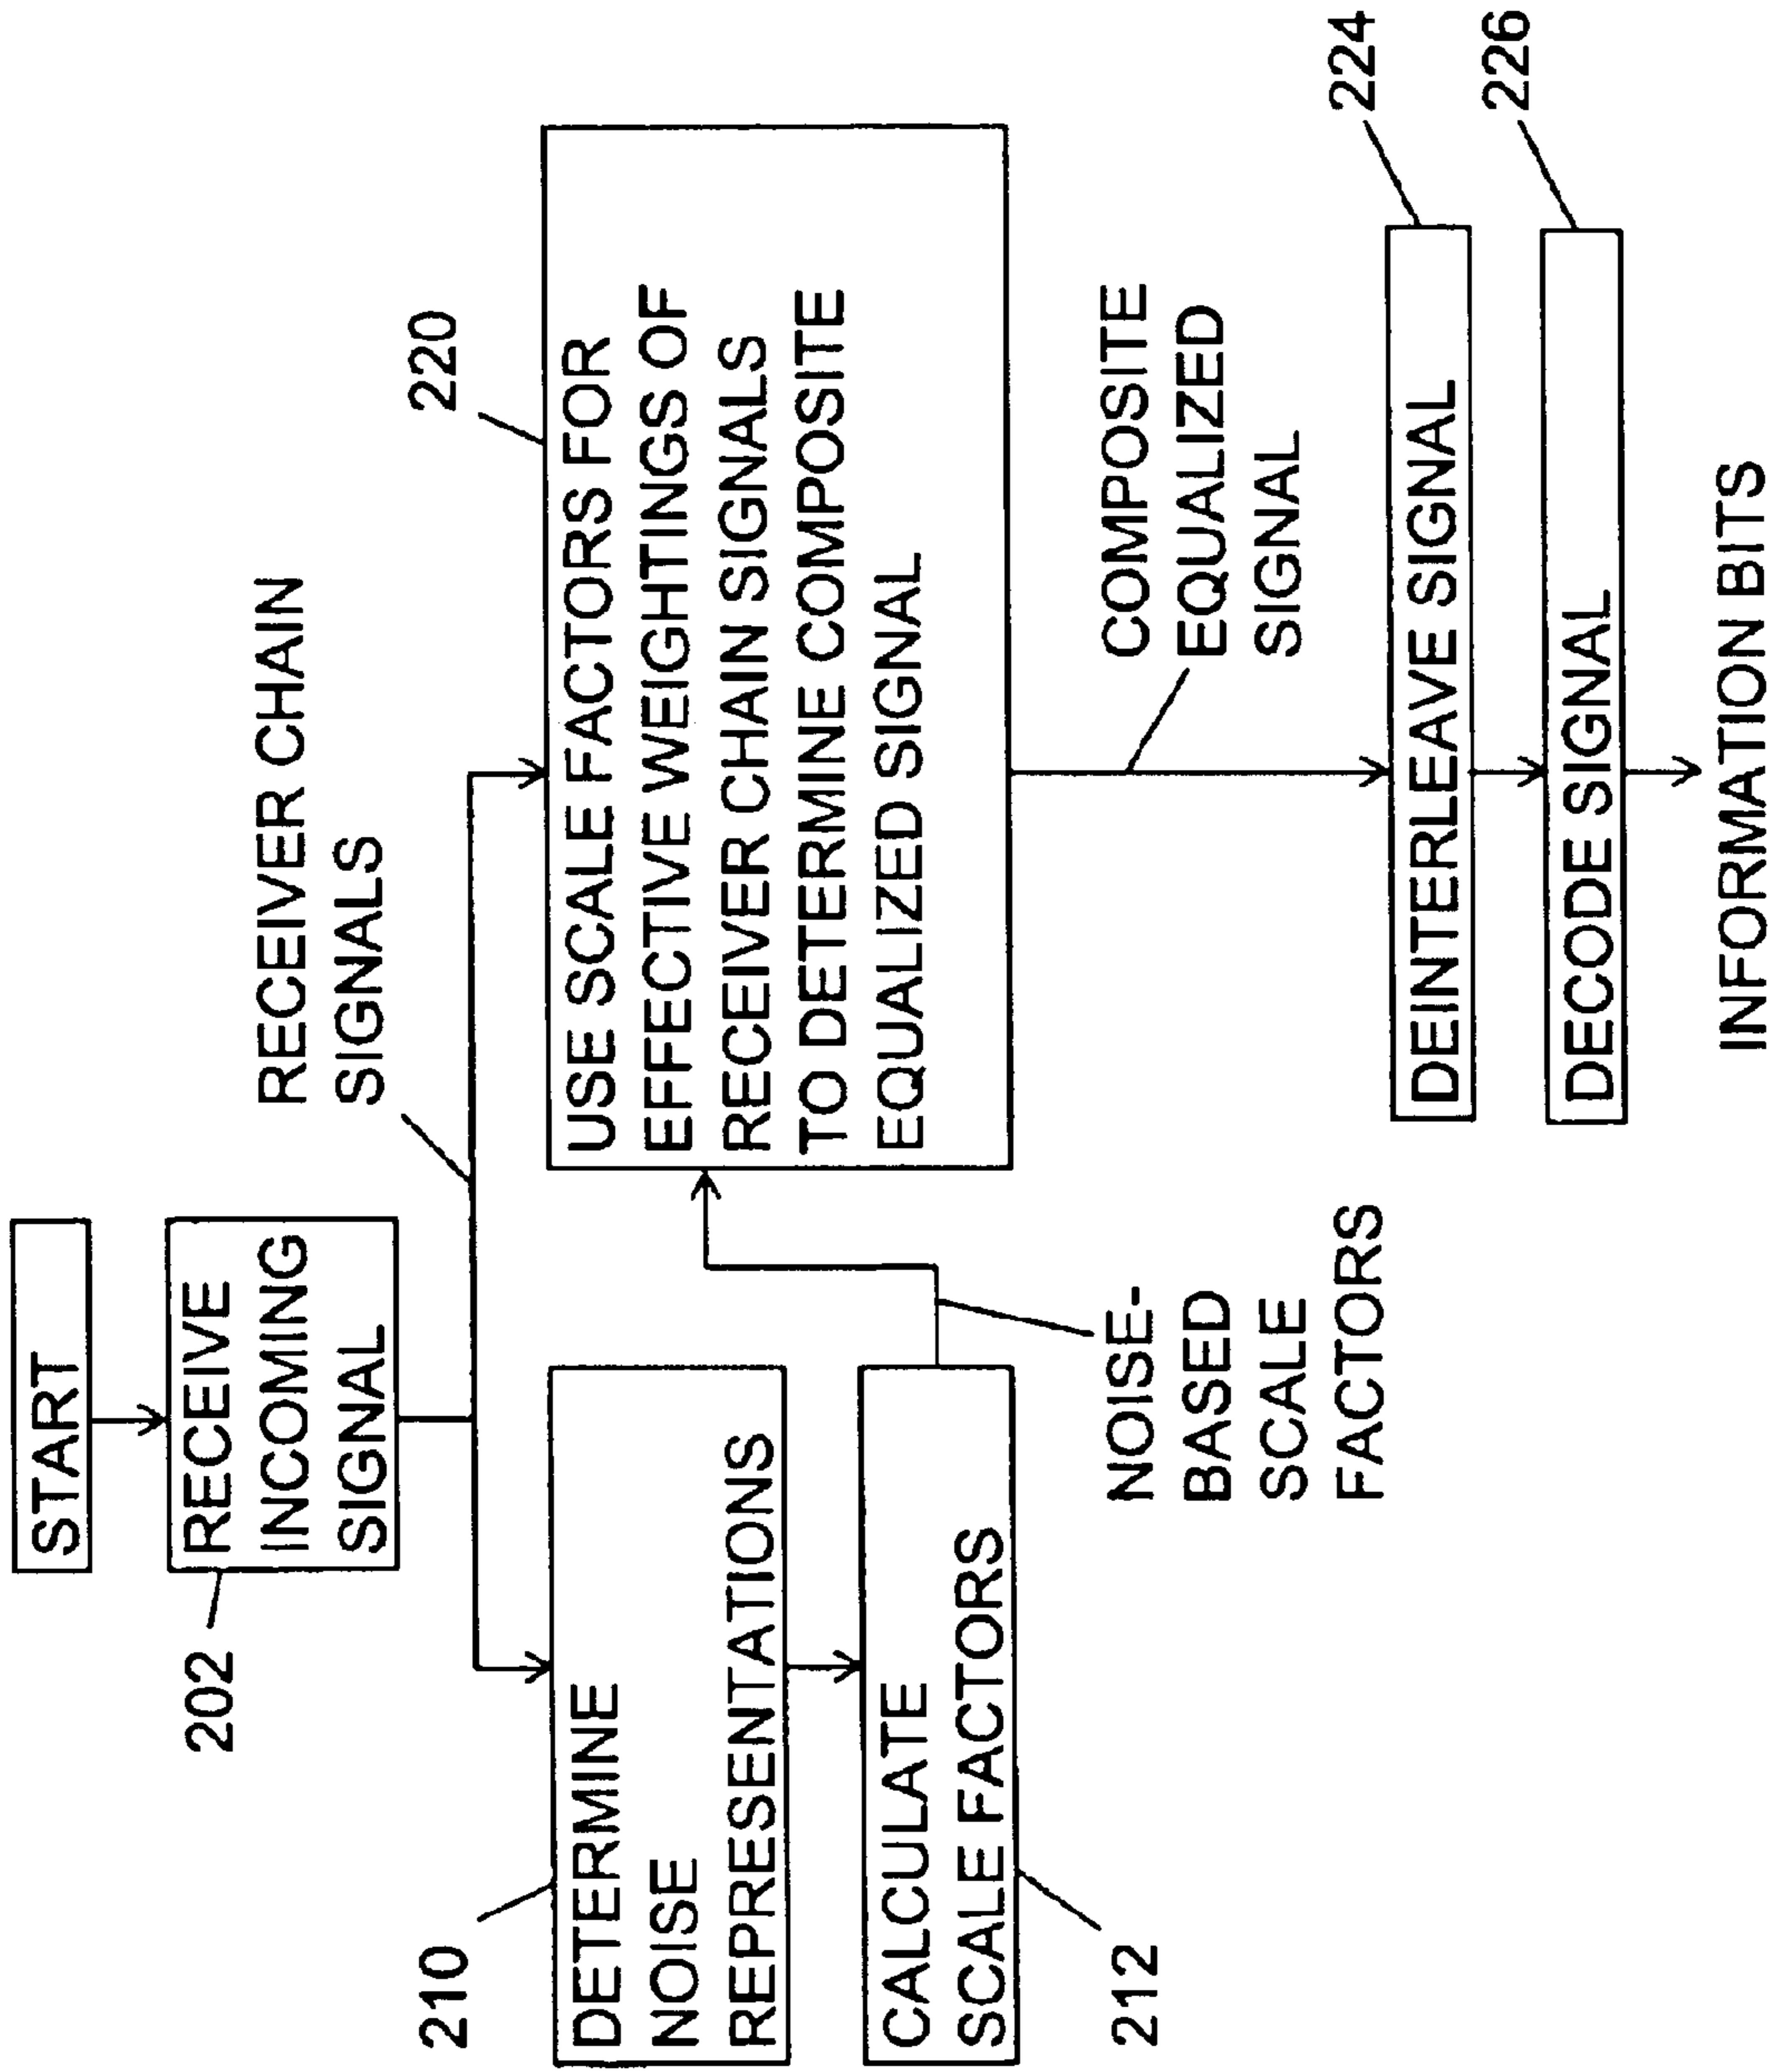 START
RECEIVE
INCOMING
SIGNAL
202
RECEIVER CHAIN
SIGNALS
210
DETERMINE
NOISE
REPRESENTATIONS
CALCULATE
SCALE FACTORS
212
NOISE-
BASED
SCALE
FACTORS
220
USE SCALE FACTORS FOR
EFFECTIVE WEIGHTINGS OF
RECEIVER CHAIN SIGNALS
TO DETERMINE COMPOSITE
EQUALIZED SIGNAL
COMPOSITE
EQUALIZED
SIGNAL
224
DEINTERLEAVE SIGNAL
226
DECODE SIGNAL
INFORMATION BITS